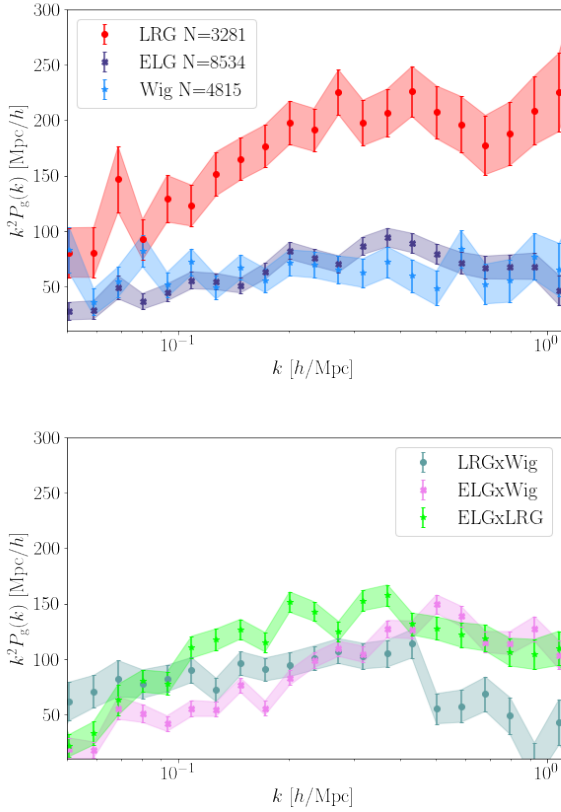 300
250
200
150
100
50
k²P_g(k) [Mpc/h]
LRG N=3281
ELG N=8534
Wig N=4815
10⁻¹
10⁰
k [h/Mpc]
300
250
200
150
100
50
k²P_g(k) [Mpc/h]
LRGxWig
ELGxWig
ELGxLRG
10⁻¹
10⁰
k [h/Mpc]